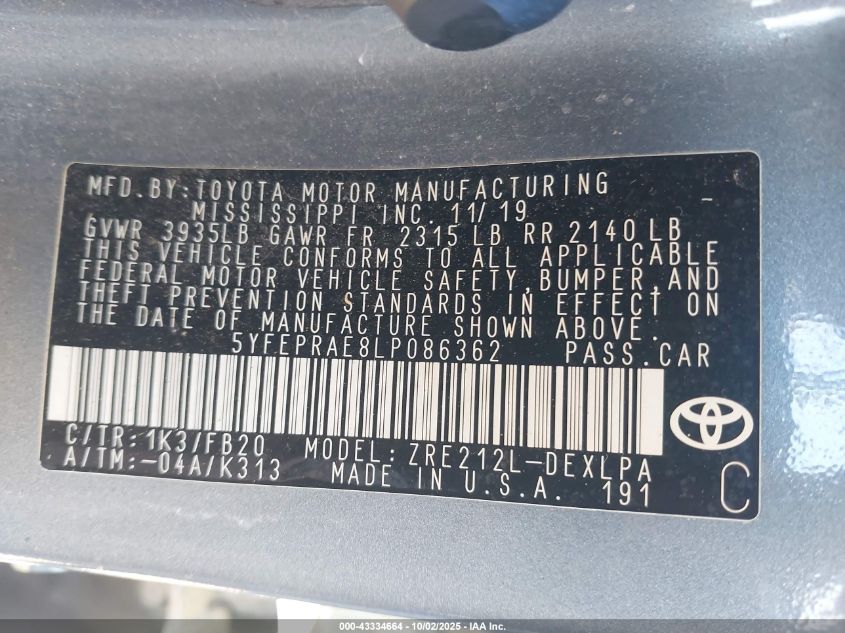 MFD. BY: TOYOTA MOTOR MANUFACTURING
MISSISSIPPI INC. 11/19
GVWR 3935LB GAWR FR 2315 LB RR 2140 LB
THIS VEHICLE CONFORMS TO ALL APPLICABLE
FEDERAL MOTOR VEHICLE SAFETY, BUMPER, AND
THEFT PREVENTION STANDARDS IN EFFECT ON
THE DATE OF MANUFACTURE SHOWN ABOVE.
5YFEPRAE8LP086362 PASS. CAR
C/TR: 1K3/FB20 MODEL: ZRE212L-DEXLPA
A/TM: -04A/K313 MADE IN U.S.A. 191
C
000-43334664 - 10/02/2025 - IAA Inc.